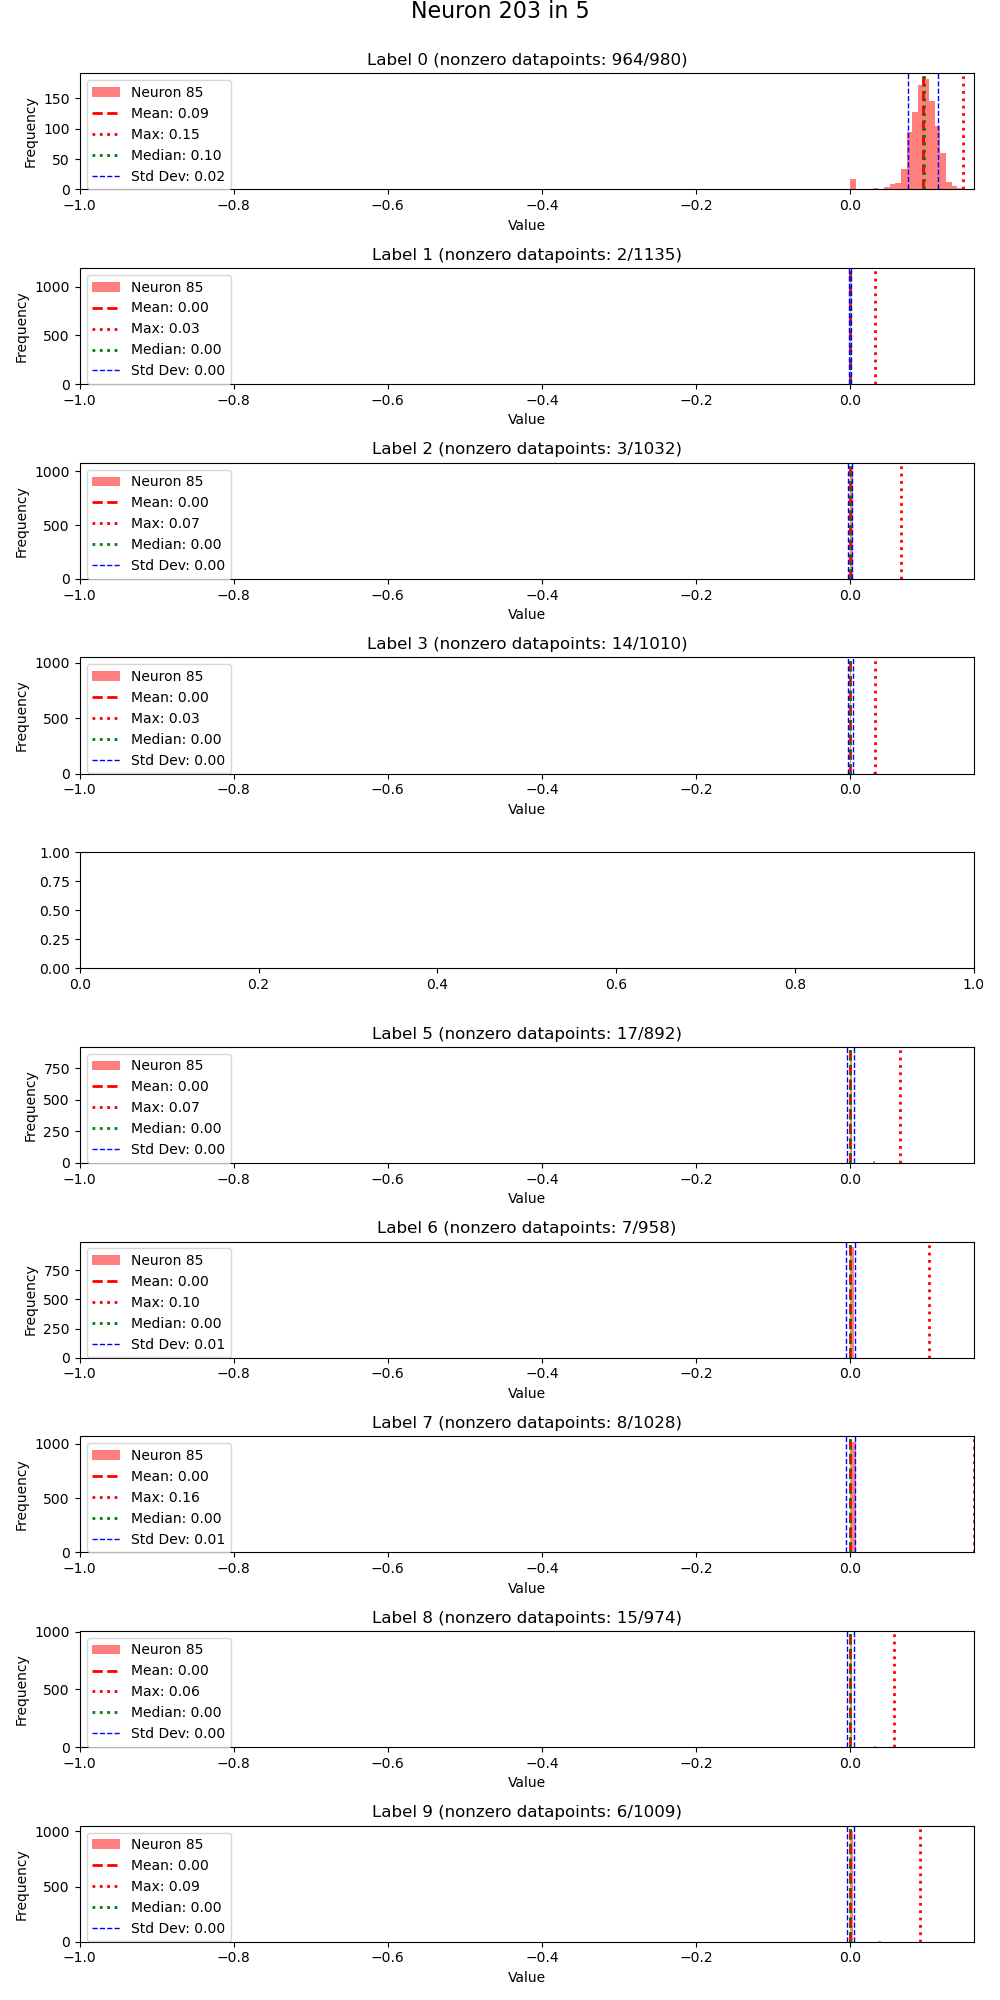 Neuron 203 in 5
Label 0 (nonzero datapoints: 964/980)
Frequency
150
100
50
0
Neuron 85
Mean: 0.09
Max: 0.15
Median: 0.10
Std Dev: 0.02
−1.0 −0.8 −0.6 −0.4 −0.2 0.0
Value
Label 1 (nonzero datapoints: 2/1135)
Frequency
1000
500
0
Neuron 85
Mean: 0.00
Max: 0.03
Median: 0.00
Std Dev: 0.00
−1.0 −0.8 −0.6 −0.4 −0.2 0.0
Value
Label 2 (nonzero datapoints: 3/1032)
Frequency
1000
500
0
Neuron 85
Mean: 0.00
Max: 0.07
Median: 0.00
Std Dev: 0.00
−1.0 −0.8 −0.6 −0.4 −0.2 0.0
Value
Label 3 (nonzero datapoints: 14/1010)
Frequency
1000
500
0
Neuron 85
Mean: 0.00
Max: 0.03
Median: 0.00
Std Dev: 0.00
−1.0 −0.8 −0.6 −0.4 −0.2 0.0
Value
1.00
0.75
0.50
0.25
0.00
0.0 0.2 0.4 0.6 0.8 1.0
Label 5 (nonzero datapoints: 17/892)
Frequency
750
500
250
0
Neuron 85
Mean: 0.00
Max: 0.07
Median: 0.00
Std Dev: 0.00
−1.0 −0.8 −0.6 −0.4 −0.2 0.0
Value
Label 6 (nonzero datapoints: 7/958)
Frequency
750
500
250
0
Neuron 85
Mean: 0.00
Max: 0.10
Median: 0.00
Std Dev: 0.01
−1.0 −0.8 −0.6 −0.4 −0.2 0.0
Value
Label 7 (nonzero datapoints: 8/1028)
Frequency
1000
500
0
Neuron 85
Mean: 0.00
Max: 0.16
Median: 0.00
Std Dev: 0.01
−1.0 −0.8 −0.6 −0.4 −0.2 0.0
Value
Label 8 (nonzero datapoints: 15/974)
Frequency
1000
500
0
Neuron 85
Mean: 0.00
Max: 0.06
Median: 0.00
Std Dev: 0.00
−1.0 −0.8 −0.6 −0.4 −0.2 0.0
Value
Label 9 (nonzero datapoints: 6/1009)
Frequency
1000
500
0
Neuron 85
Mean: 0.00
Max: 0.09
Median: 0.00
Std Dev: 0.00
−1.0 −0.8 −0.6 −0.4 −0.2 0.0
Value